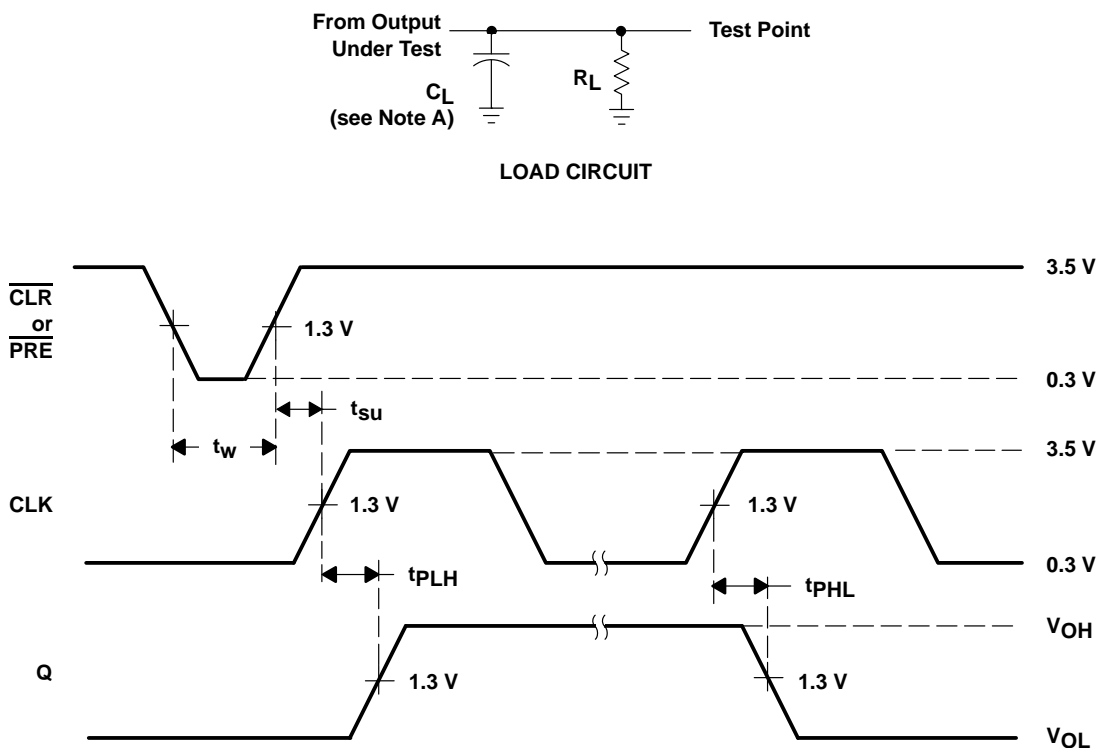 From Output
Under Test
Test Point
CL
(see Note A)
RL
LOAD CIRCUIT
CLR
or
PRE
3.5 V
1.3 V
0.3 V
tsu
tw
3.5 V
CLK
1.3 V
1.3 V
0.3 V
tPLH
tPHL
VOH
Q
1.3 V
1.3 V
VOL